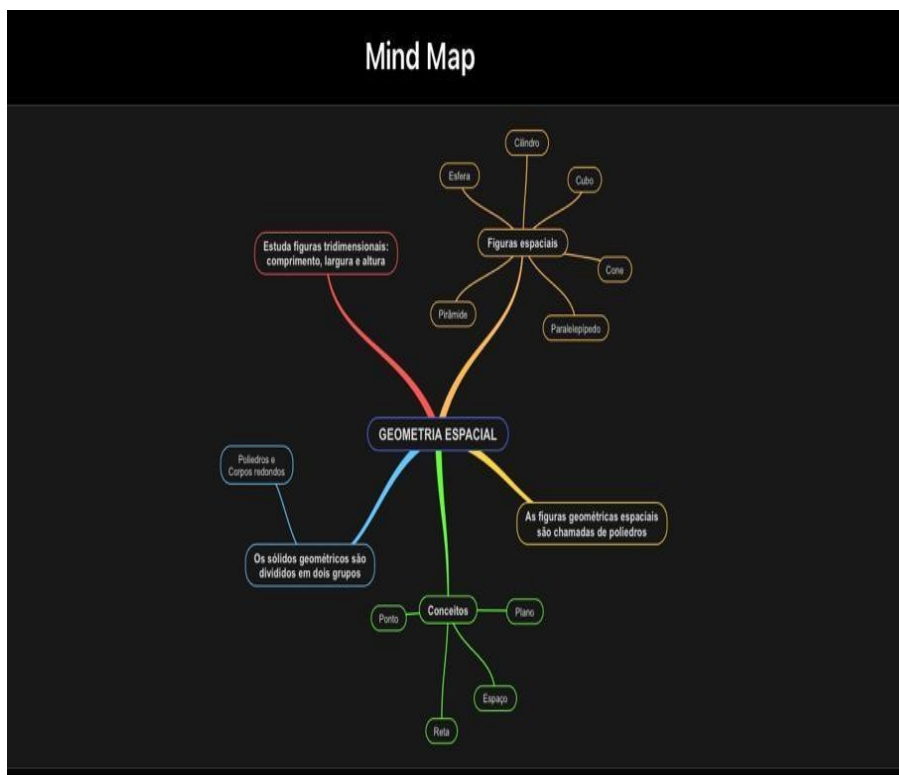 Mind Map
Cilindro
Esfera
Cubo
Estuda figuras tridimensionais:
comprimento, largura e altura
Figuras espaciais
Cone
Pirâmide
Paralelepípedo
GEOMETRIA ESPACIAL
Poliedros e
Corpos redondos
As figuras geométricas espaciais
são chamadas de poliedros
Os sólidos geométricos são
divididos em dois grupos
Ponto
Conceitos
Plano
Espaço
Reta